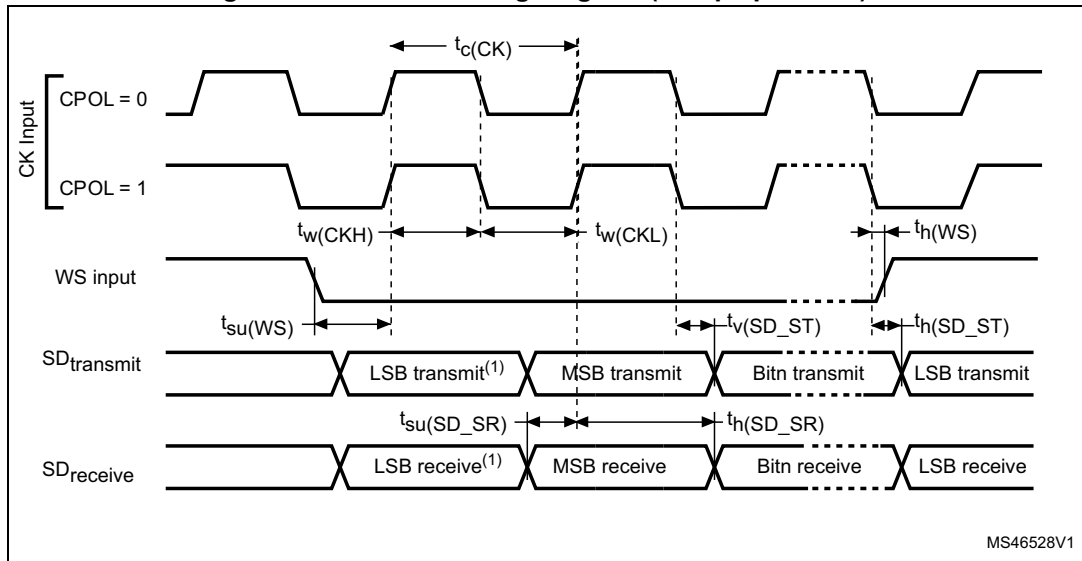 tc(CK)
CK Input
CPOL = 0
CPOL = 1
tw(CKH)
tw(CKL)
th(WS)
WS input
tsu(WS)
tv(SD_ST)
th(SD_ST)
SDtransmit
LSB transmit(1)
MSB transmit
Bitn transmit
LSB transmit
tsu(SD_SR)
th(SD_SR)
SDreceive
LSB receive(1)
MSB receive
Bitn receive
LSB receive
MS46528V1